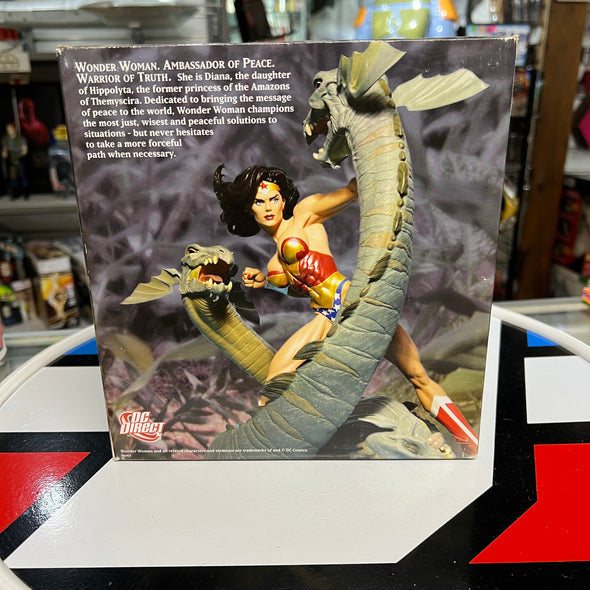 WONDER WOMAN. AMBASSADOR OF PEACE.
WARRIOR OF TRUTH. She is Diana, the daughter
of Hippolyta, the former princess of the Amazons
of Themyscira. Dedicated to bringing the message
of peace to the world, Wonder Woman champions
the most just, wisest and peaceful solutions to
situations - but never hesitates
to take a more forceful
path when necessary.
DC
DIRECT
Wonder Woman and all related characters and elements are trademarks of and © DC Comics.